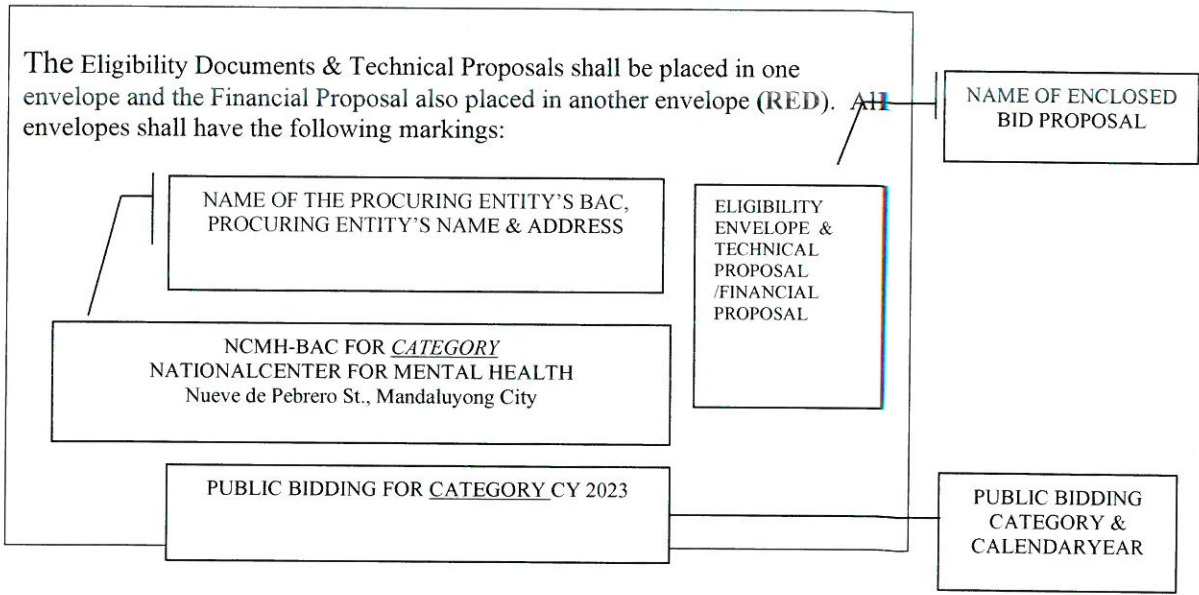 The Eligibility Documents & Technical Proposals shall be placed in one
envelope and the Financial Proposal also placed in another envelope (RED). All
envelopes shall have the following markings:
NAME OF ENCLOSED
BID PROPOSAL
NAME OF THE PROCURING ENTITY'S BAC,
PROCURING ENTITY'S NAME & ADDRESS
ELIGIBILITY
ENVELOPE &
TECHNICAL
PROPOSAL
/FINANCIAL
PROPOSAL
NCMH-BAC FOR CATEGORY
NATIONALCENTER FOR MENTAL HEALTH
Nueve de Pebrero St., Mandaluyong City
PUBLIC BIDDING FOR CATEGORY CY 2023
PUBLIC BIDDING
CATEGORY &
CALENDARYEAR